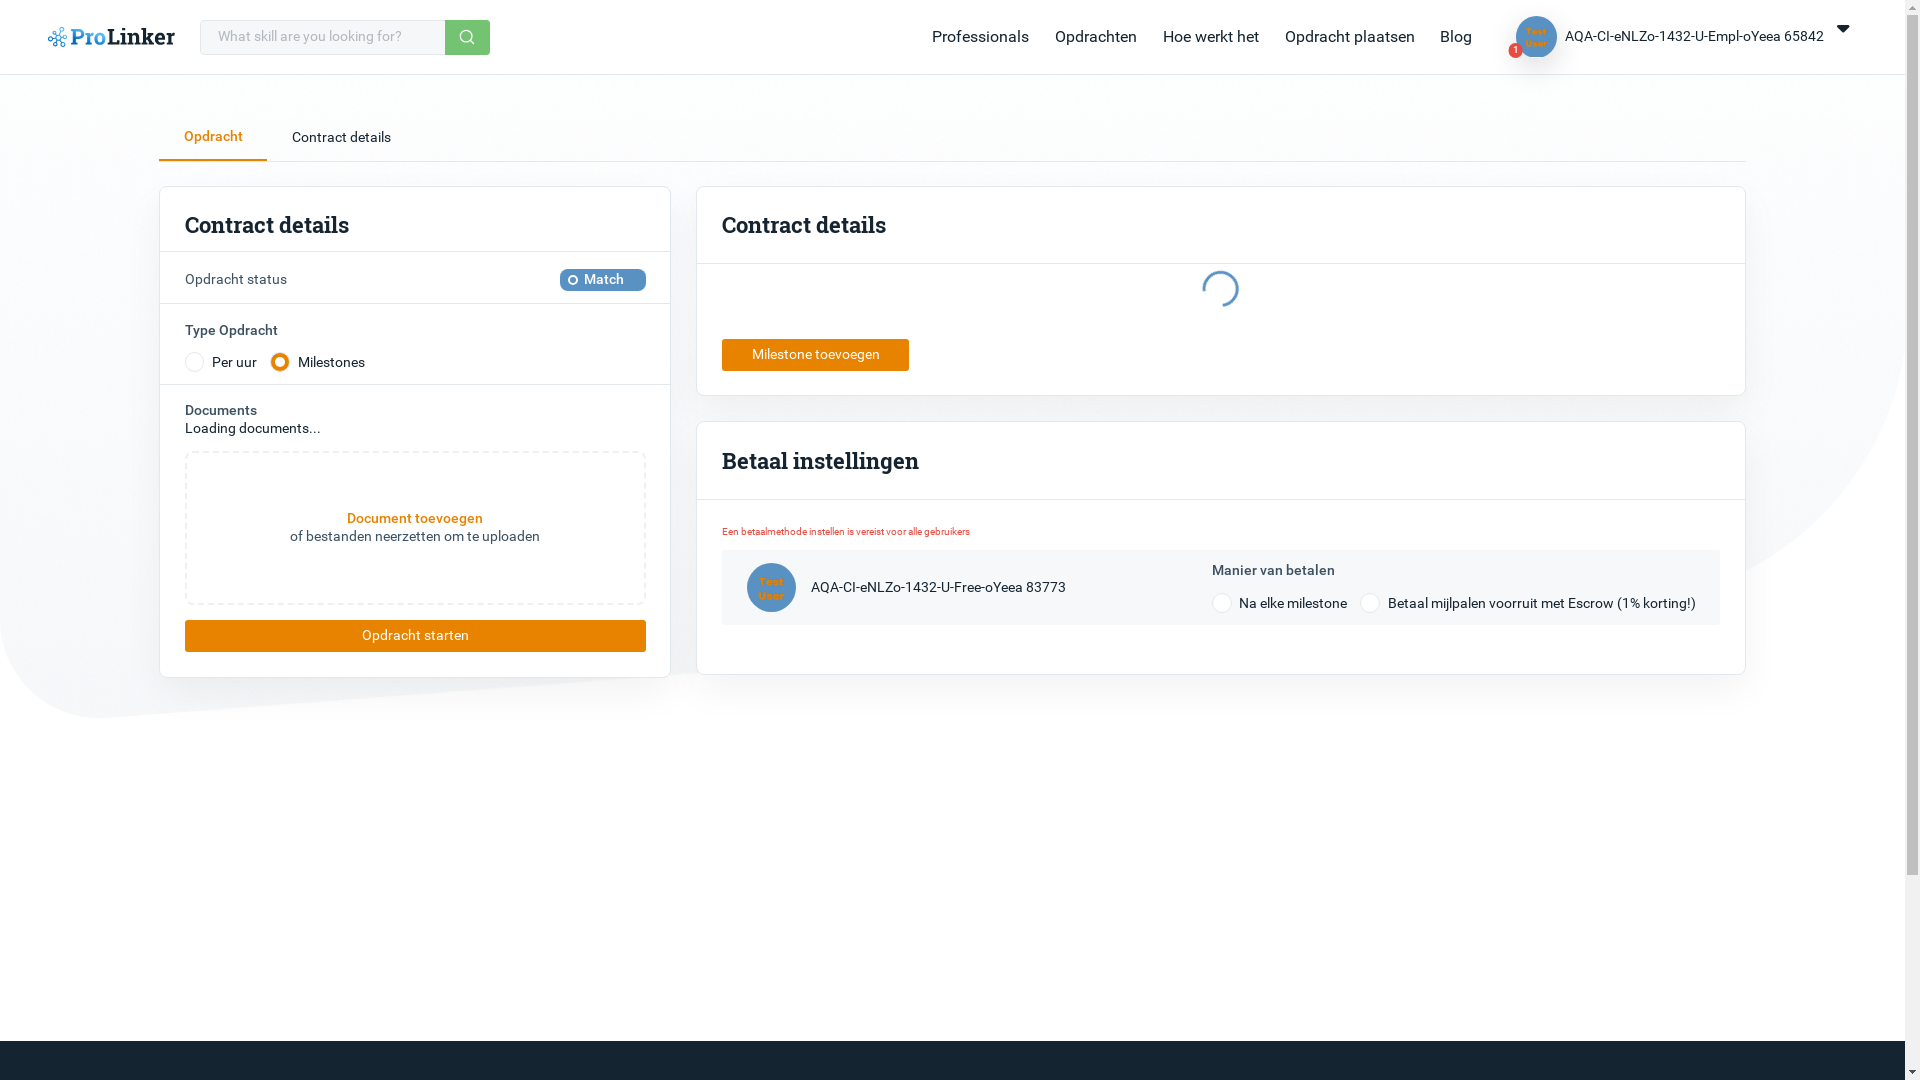 ProLinker
What skill are you looking for?
Professionals
Opdrachten
Hoe werkt het
Opdracht plaatsen
Blog
Test
User
1
AQA-CI-eNLZo-1432-U-Empl-oYeea 65842
Opdracht
Contract details
Contract details
Opdracht status
Match
Type Opdracht
Per uur
Milestones
Documents
Loading documents...
Document toevoegen
of bestanden neerzetten om te uploaden
Opdracht starten
Contract details
Milestone toevoegen
Betaal instellingen
Een betaalmethode instellen is vereist voor alle gebruikers
Test
User
AQA-CI-eNLZo-1432-U-Free-oYeea 83773
Manier van betalen
Na elke milestone
Betaal mijlpalen voorruit met Escrow (1% korting!)